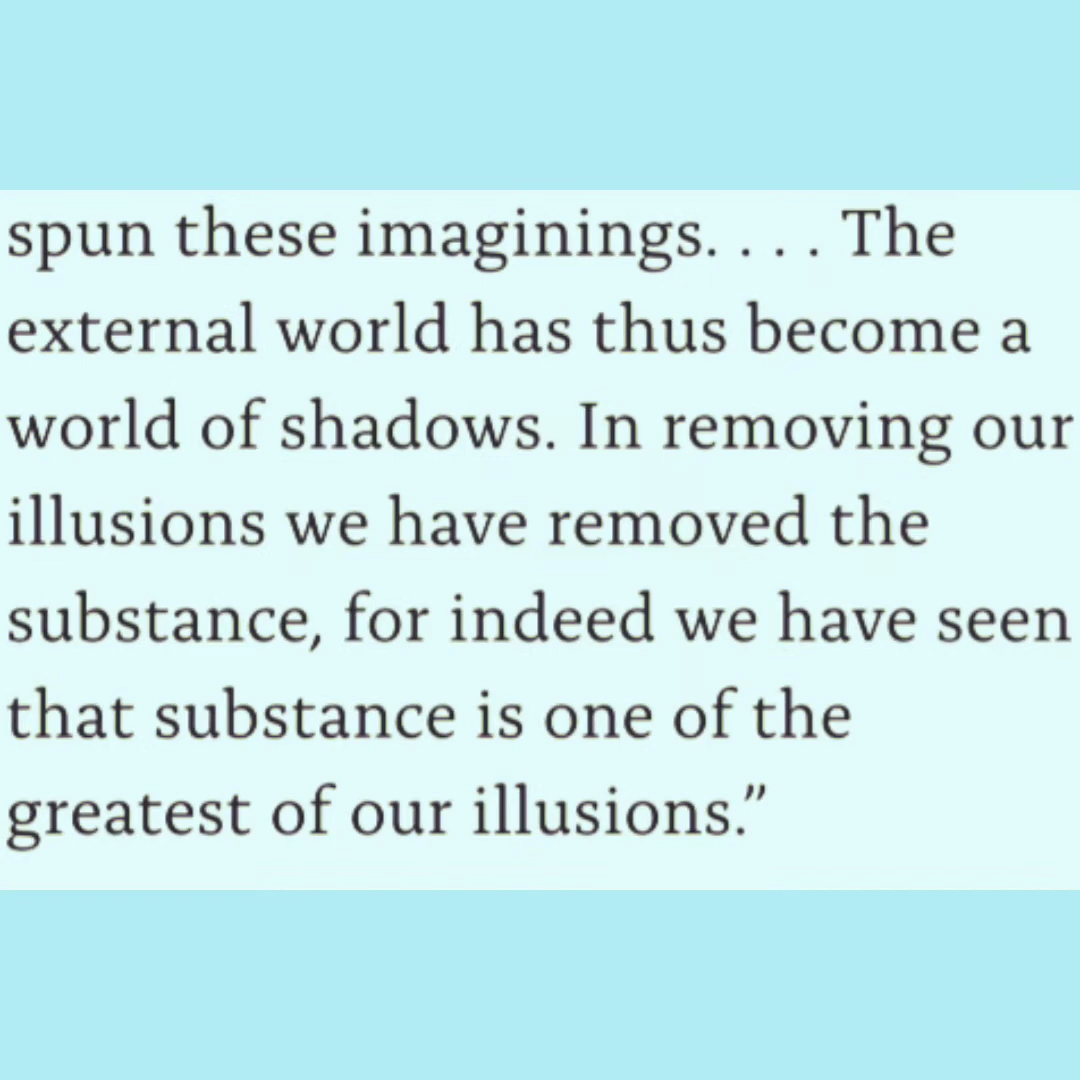 spun these imaginings. . . . The
external world has thus become a
world of shadows. In removing our
illusions we have removed the
substance, for indeed we have seen
that substance is one of the
greatest of our illusions.”